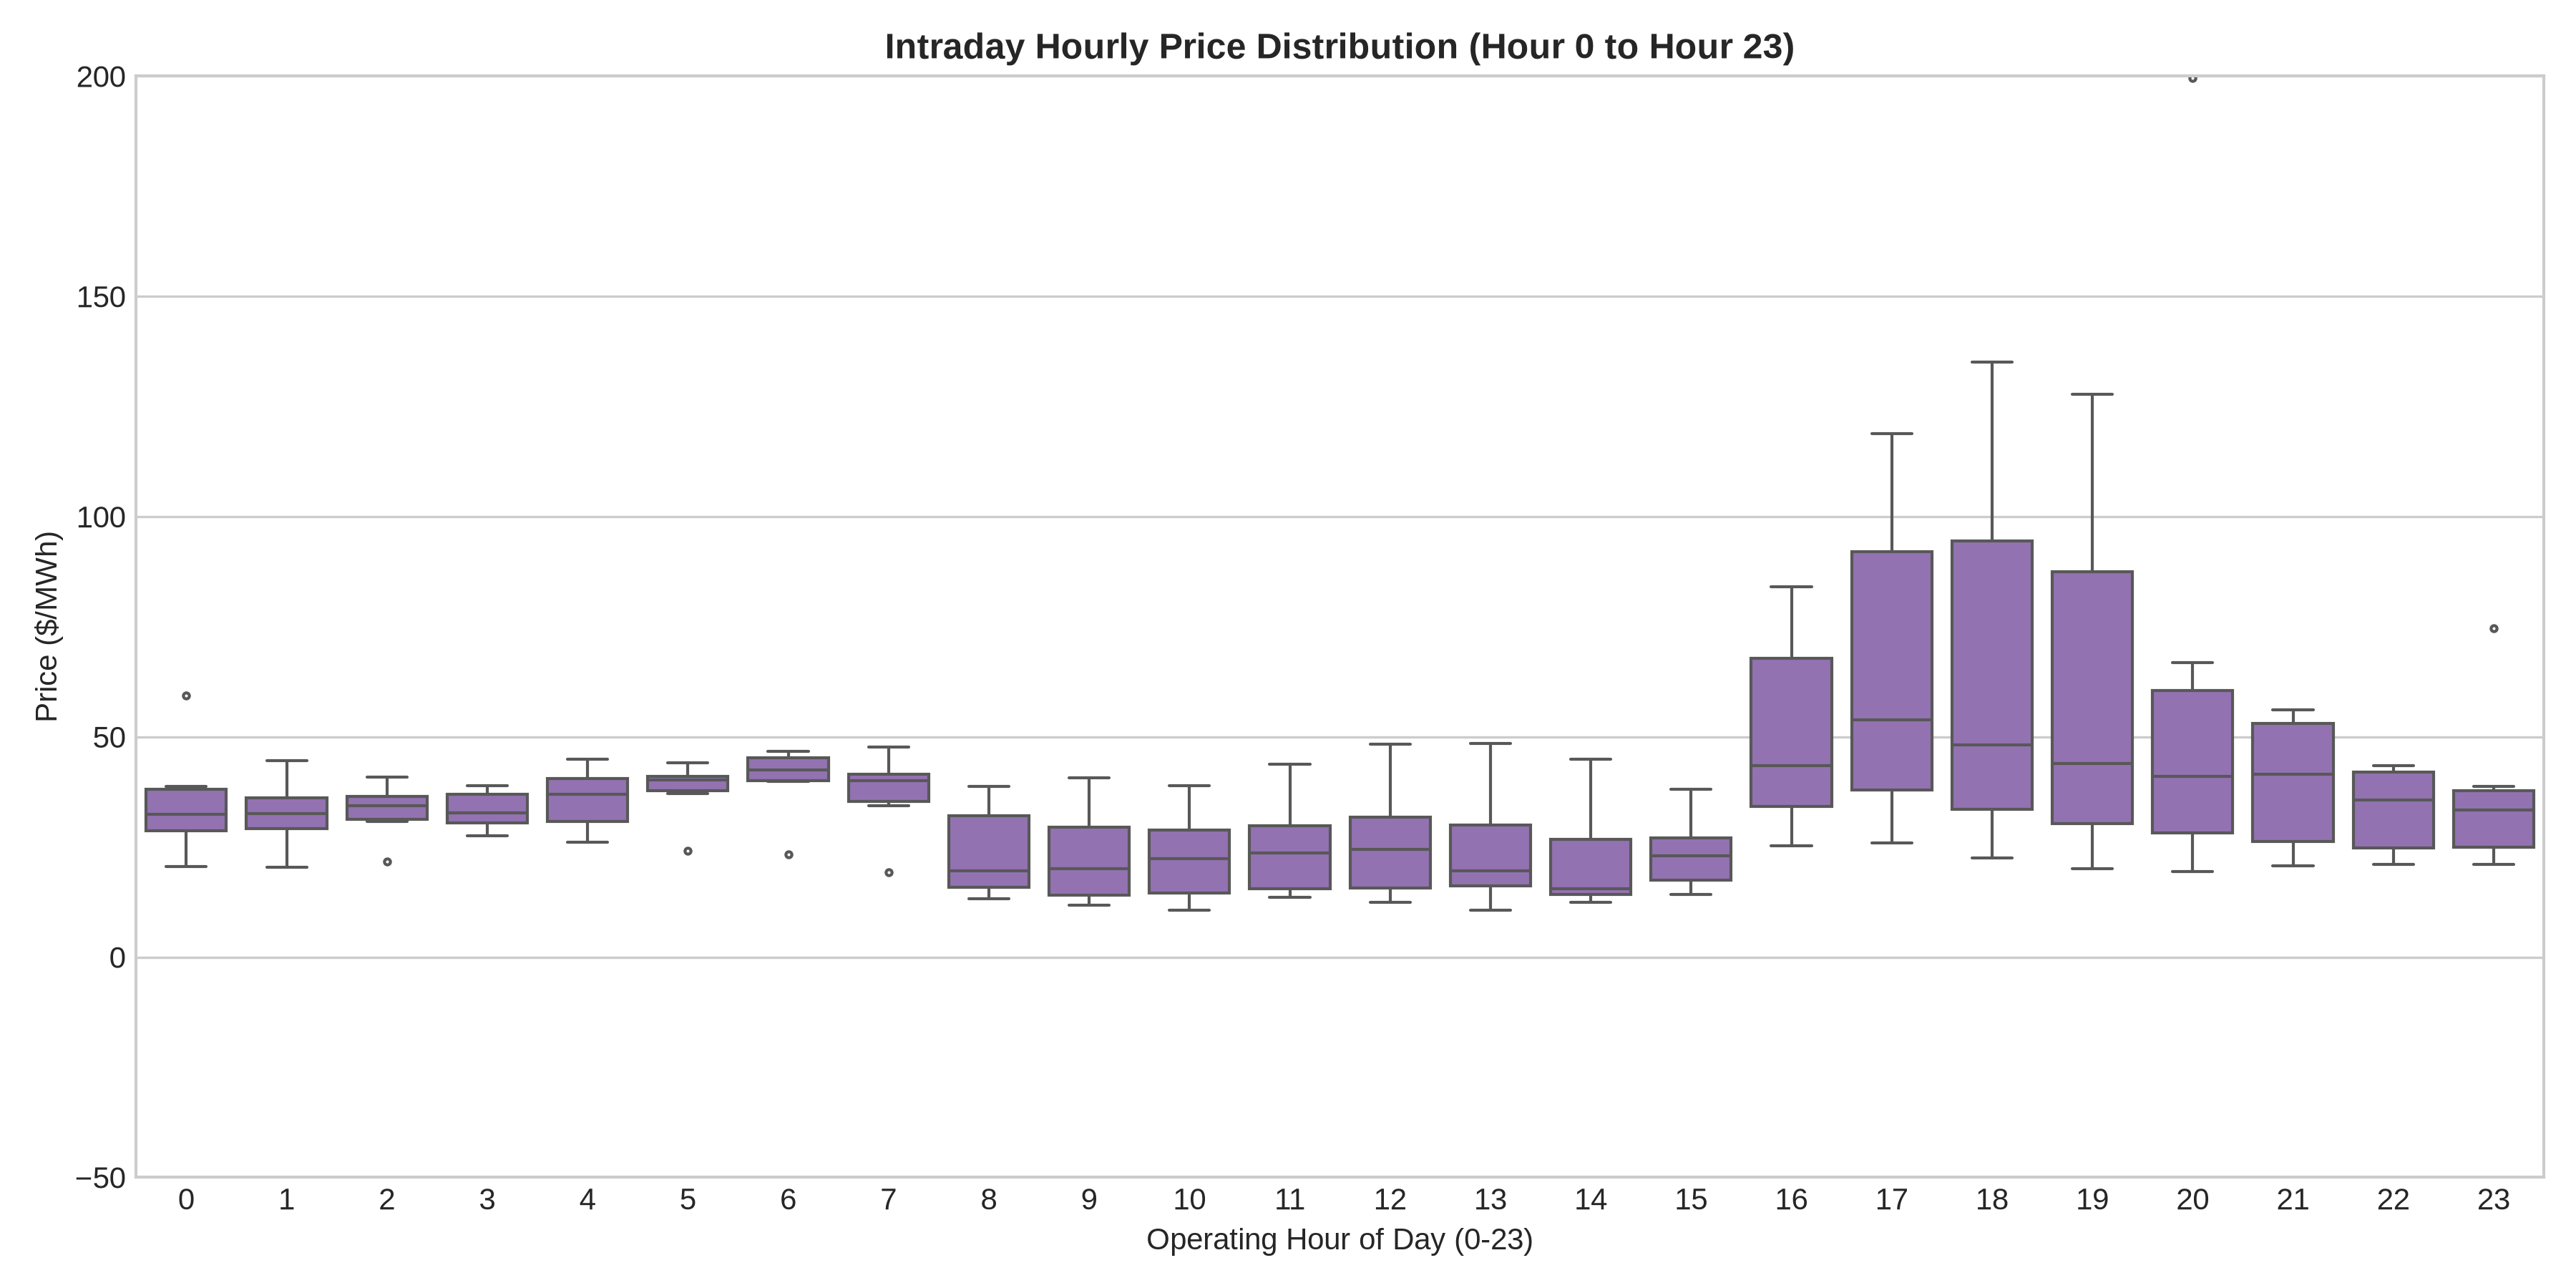 Intraday Hourly Price Distribution (Hour 0 to Hour 23)
200
150
100
50
0
−50
Price ($/MWh)
0 1 2 3 4 5 6 7 8 9 10 11 12 13 14 15 16 17 18 19 20 21 22 23
Operating Hour of Day (0-23)